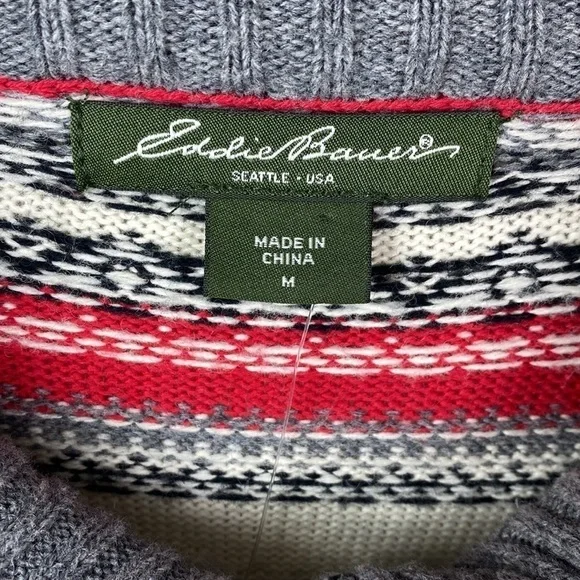 Eddie Bauer®
SEATTLE • USA
MADE IN
CHINA
M